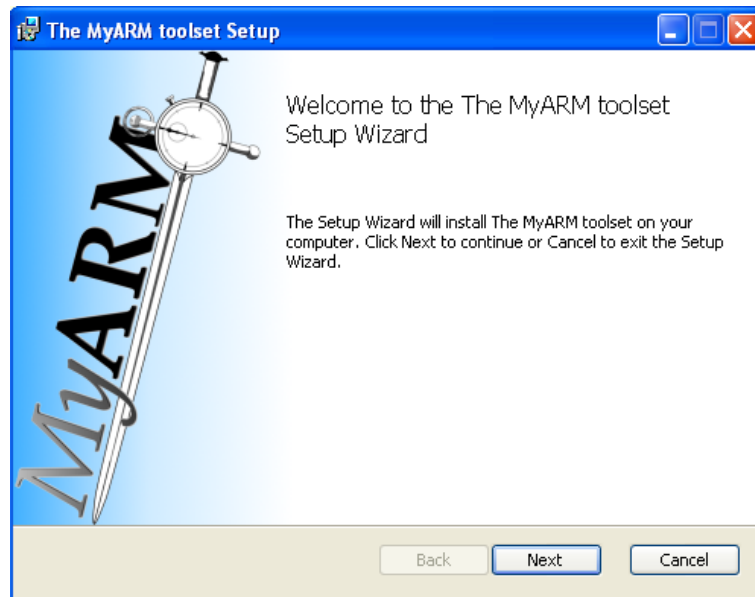 The MyARM toolset Setup
MyARM
Welcome to the The MyARM toolset
Setup Wizard
The Setup Wizard will install The MyARM toolset on your
computer. Click Next to continue or Cancel to exit the Setup
Wizard.
Back Next Cancel